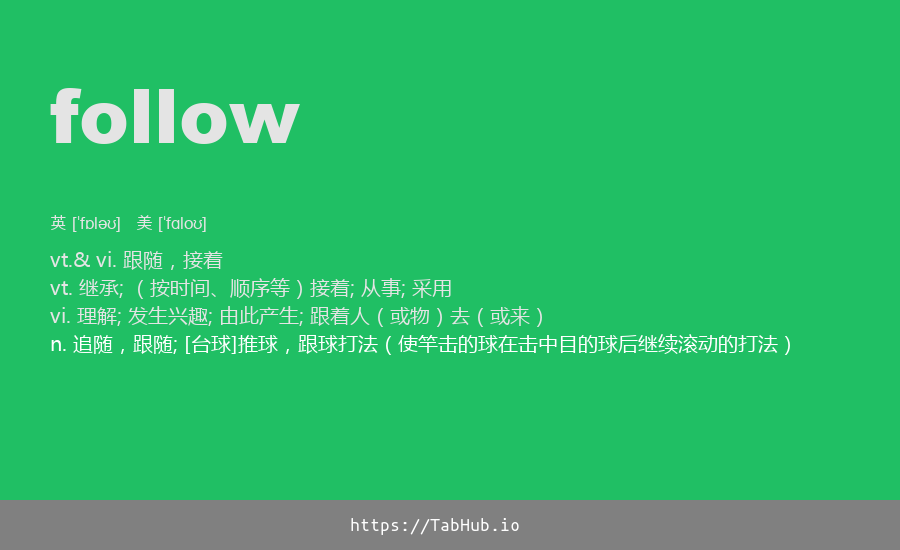 follow
英 [ˈfɒləʊ] 美 [ˈfɑloʊ]
vt.& vi. 跟随，接着
vt. 继承; （按时间、顺序等）接着; 从事; 采用
vi. 理解; 发生兴趣; 由此产生; 跟着人（或物）去（或来）
n. 追随，跟随; [台球]推球，跟球打法（使竿击的球在击中目的球后继续滚动的打法）
https://TabHub.io